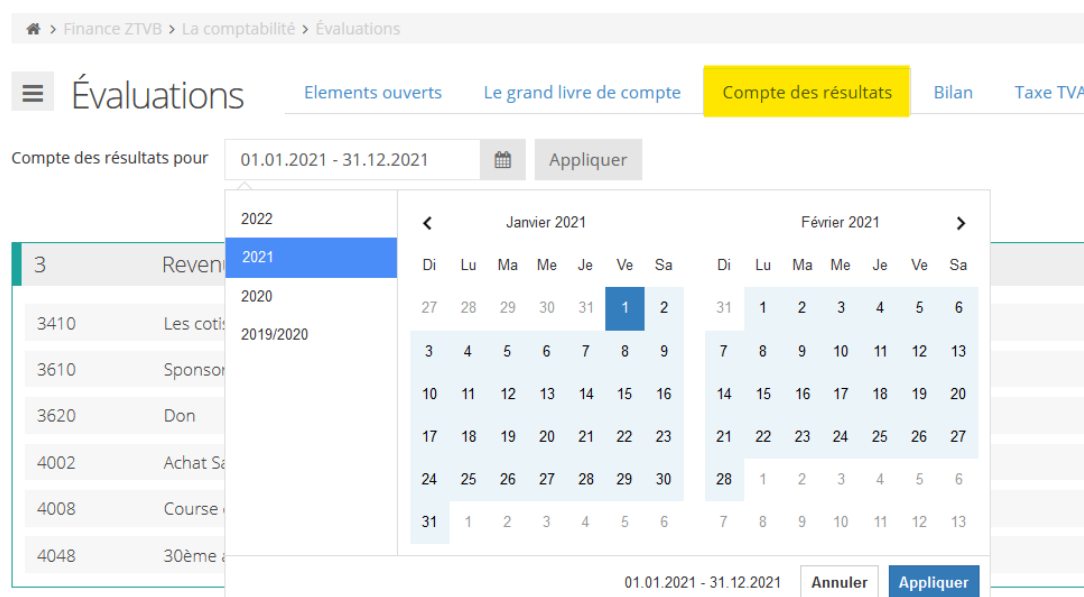 > Finance ZTVB > La comptabilité > Évaluations
Évaluations
Elements ouverts Le grand livre de compte Compte des résultats Bilan Taxe TVA
Compte des résultats pour 01.01.2021 - 31.12.2021 Appliquer
2022
2021
2020
2019/2020
Janvier 2021
Di Lu Ma Me Je Ve Sa
27 28 29 30 31 1 2
3 4 5 6 7 8 9
10 11 12 13 14 15 16
17 18 19 20 21 22 23
24 25 26 27 28 29 30
31 1 2 3 4 5 6
Février 2021
Di Lu Ma Me Je Ve Sa
31 1 2 3 4 5 6
7 8 9 10 11 12 13
14 15 16 17 18 19 20
21 22 23 24 25 26 27
28 1 2 3 4 5 6
7 8 9 10 11 12 13
01.01.2021 - 31.12.2021 Annuler Appliquer
3 Reven
3410 Les coti
3610 Sponsor
3620 Don
4002 Achat Sa
4008 Course
4048 30ème a